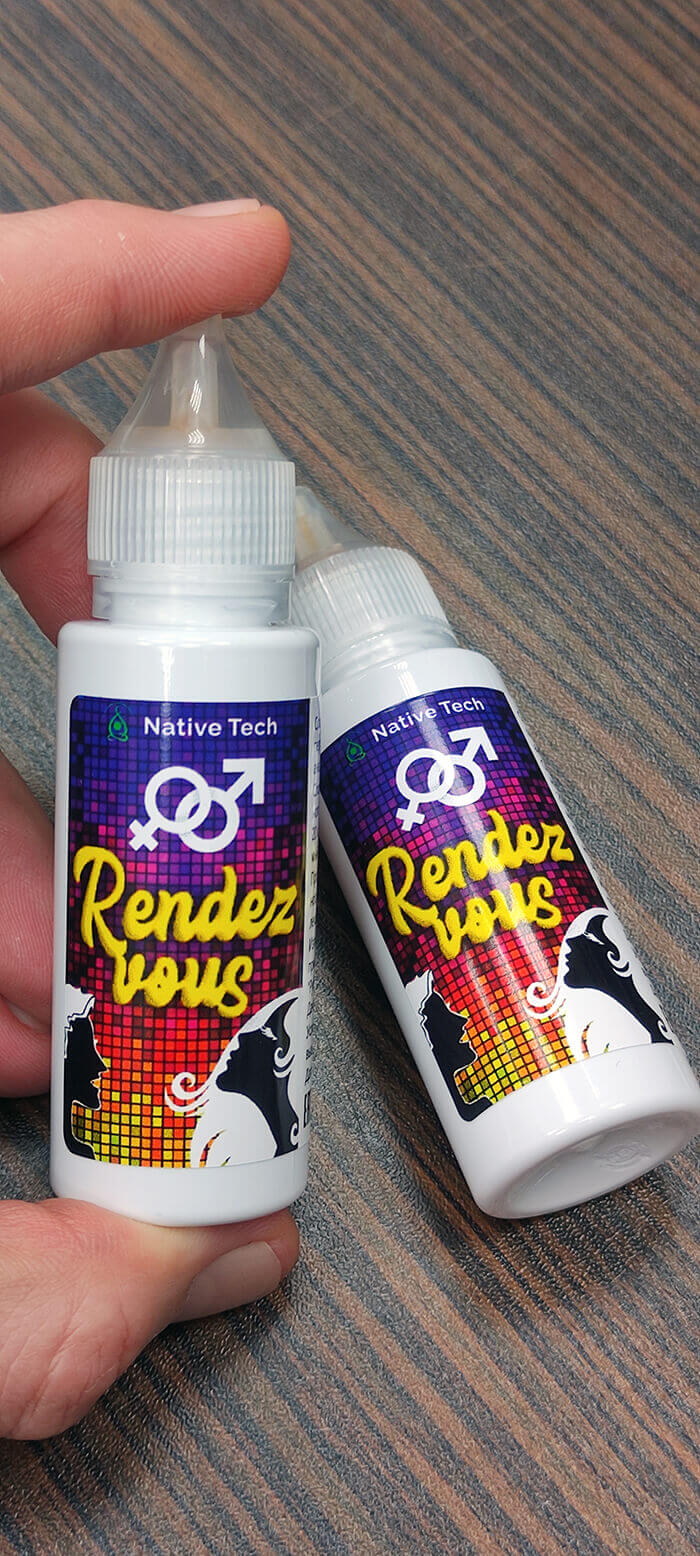 Native Tech
Rendez
vous
Native Tech
Rendez
vous